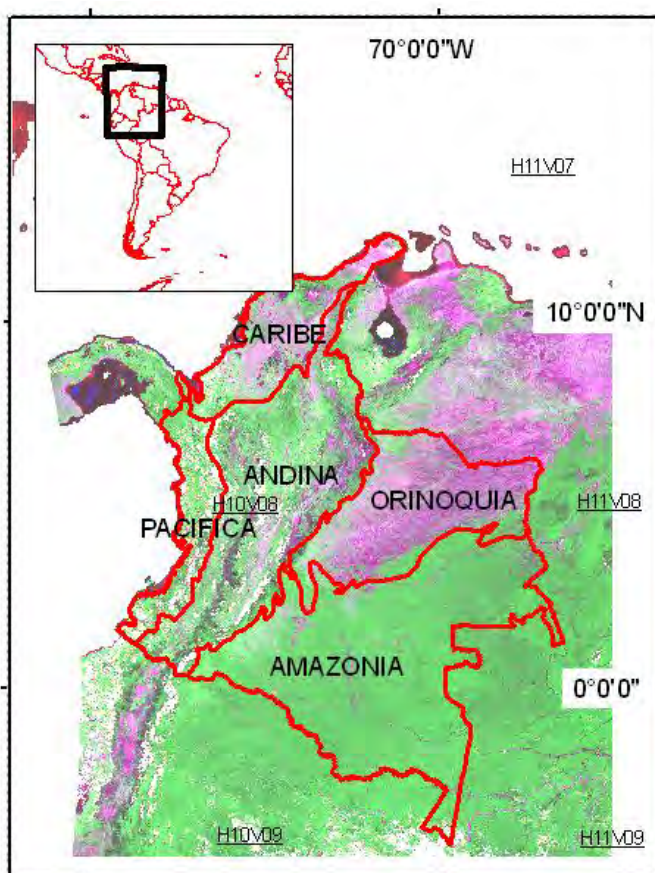 70°0'0"W
H11V07
10°0'0"N
CARIBE
ANDINA
ORINOQUIA
H10V08
H11V08
PACIFICA
AMAZONIA
0°0'0"
H10V09
H11V09